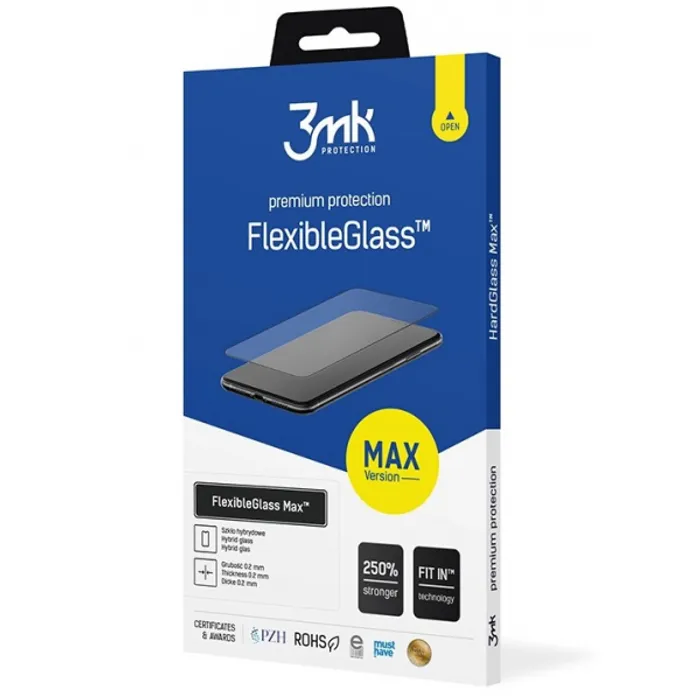 3mk
PROTECTION
OPEN
premium protection
FlexibleGlass™
MAX
Version
FlexibleGlass Max™
Szkło hybrydowe
Hybrid glass
Hybrid glas
Grubość 0.2 mm
Thickness 0.2 mm
Dicke 0.2 mm
250%
stronger
FIT IN™
technology
CERTIFICATES
& AWARDS
PZH
ROHS
must
have
HardGlass Max™
premium protection
3mk